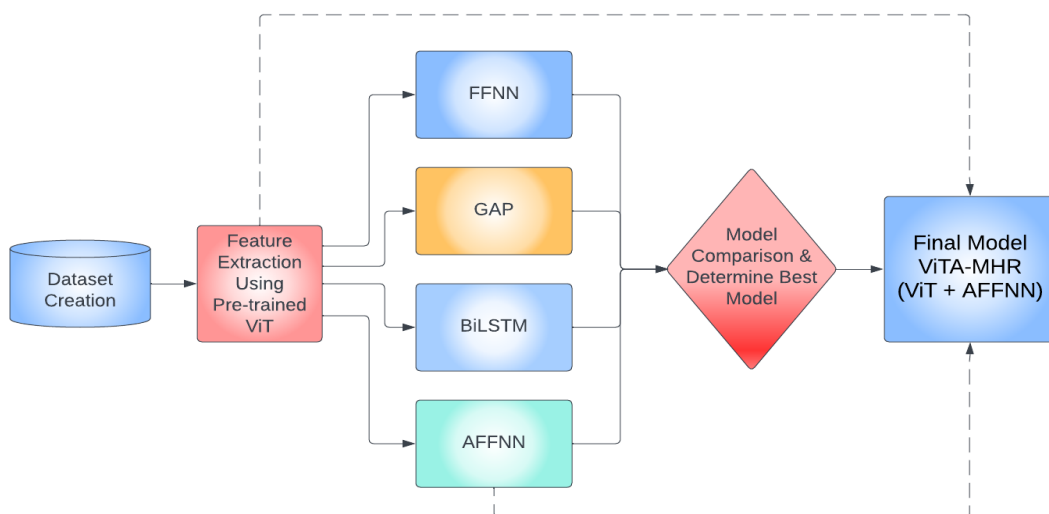 Dataset
Creation
Feature
Extraction
Using
Pre-trained
ViT
FFNN
GAP
BiLSTM
AFFNN
Model
Comparison &
Determine Best
Model
Final Model
ViTA-MHR
(ViT + AFFNN)